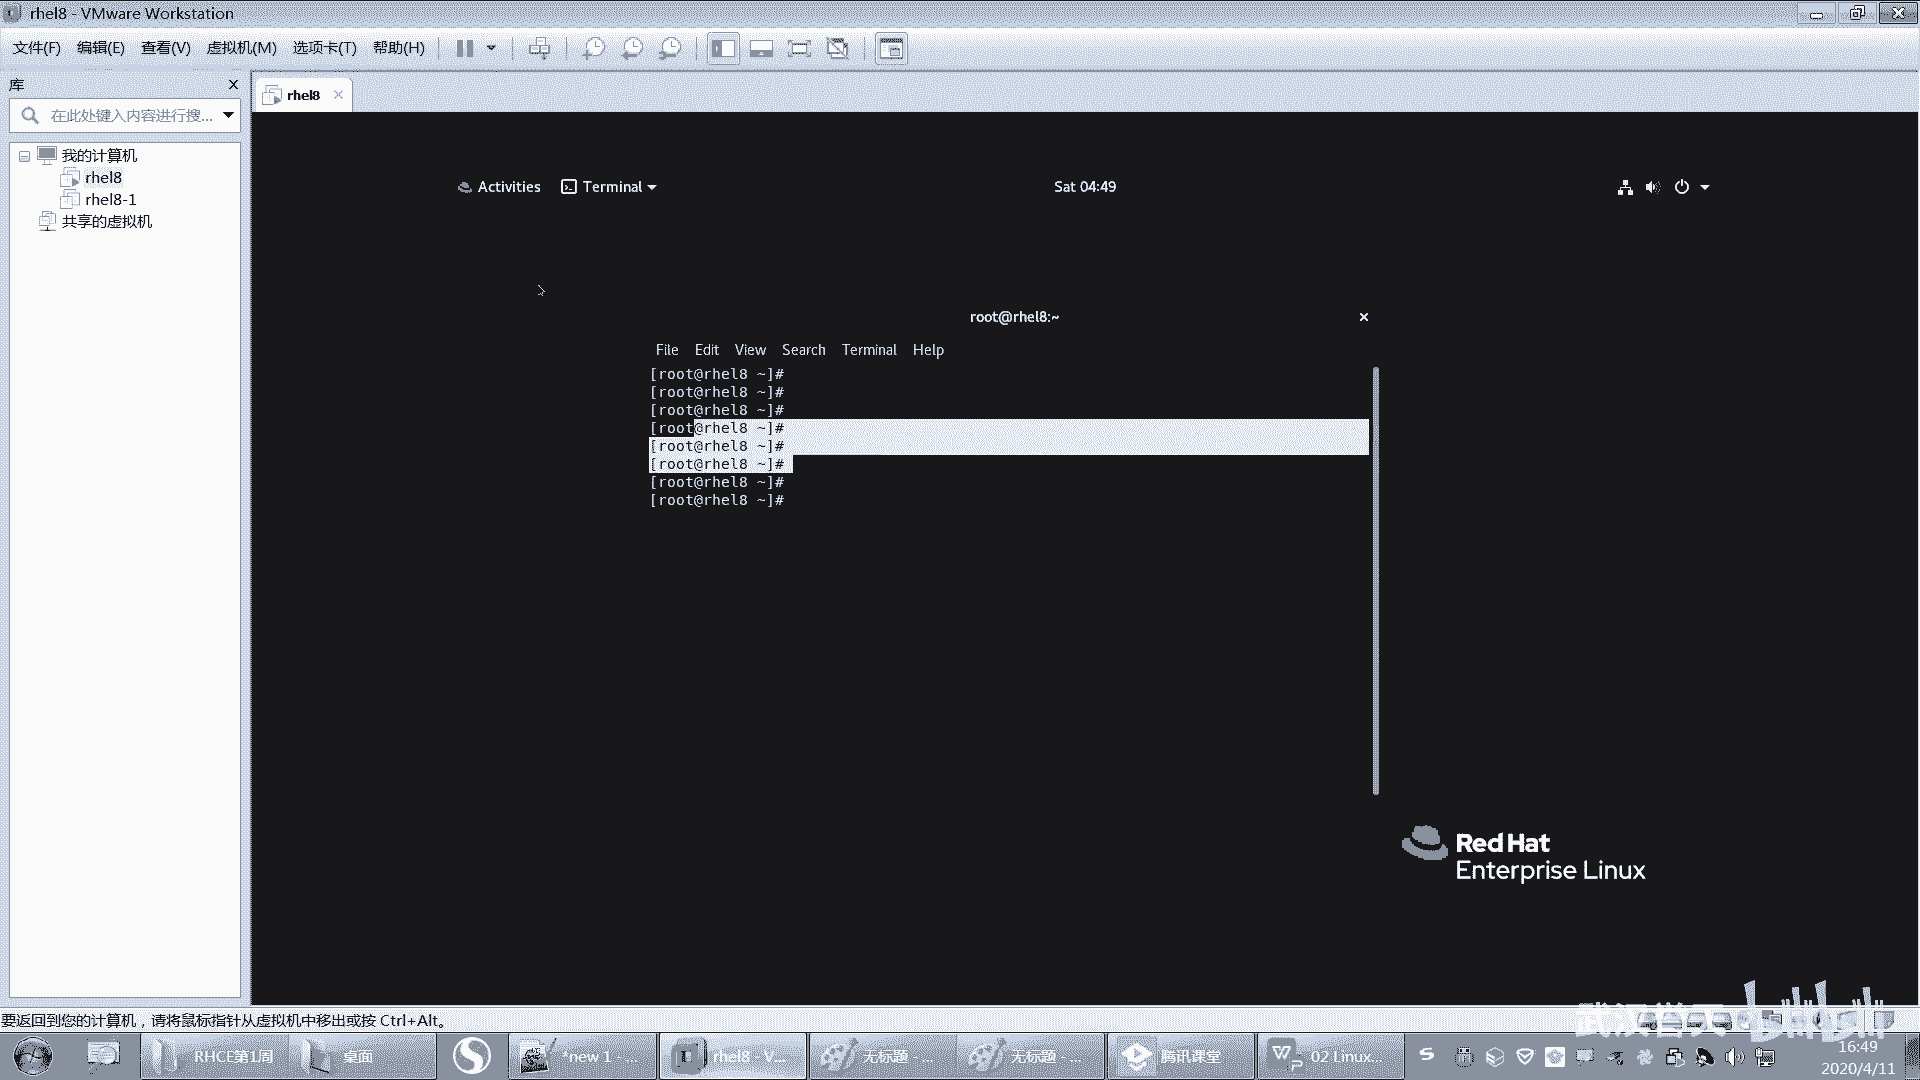 rhel8 - VMware Workstation
文件(F) 编辑(E) 查看(V) 虚拟机(M) 选项卡(T) 帮助(H)
库
在此处键入内容进行搜...
我的计算机
rhel8
rhel8-1
共享的虚拟机
rhel8
Activities Terminal Sat 04:49
root@rhel8:~
File Edit View Search Terminal Help
[root@rhel8 ~]#
[root@rhel8 ~]#
[root@rhel8 ~]#
[root@rhel8 ~]#
[root@rhel8 ~]#
[root@rhel8 ~]#
[root@rhel8 ~]#
[root@rhel8 ~]#
Red Hat
Enterprise Linux
要返回到您的计算机，请将鼠标指针从虚拟机中移出或按 Ctrl+Alt。
bilibili
RHCE第1周 桌面 *new 1 - ... rhel8 - V... 无标题 - ... 无标题 - ... 腾讯课堂 02 Linux...
16:49
2020/4/11